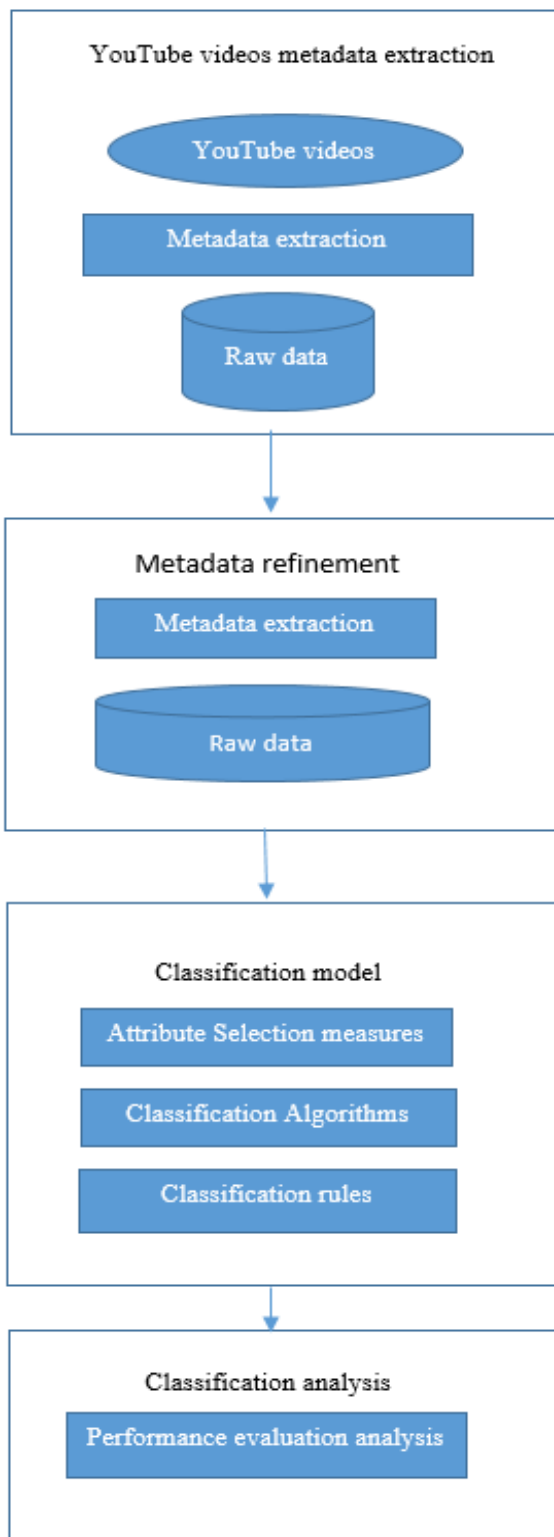 YouTube videos metadata extraction
YouTube videos
Metadata extraction
Raw data
Metadata refinement
Metadata extraction
Raw data
Classification model
Attribute Selection measures
Classification Algorithms
Classification rules
Classification analysis
Performance evaluation analysis